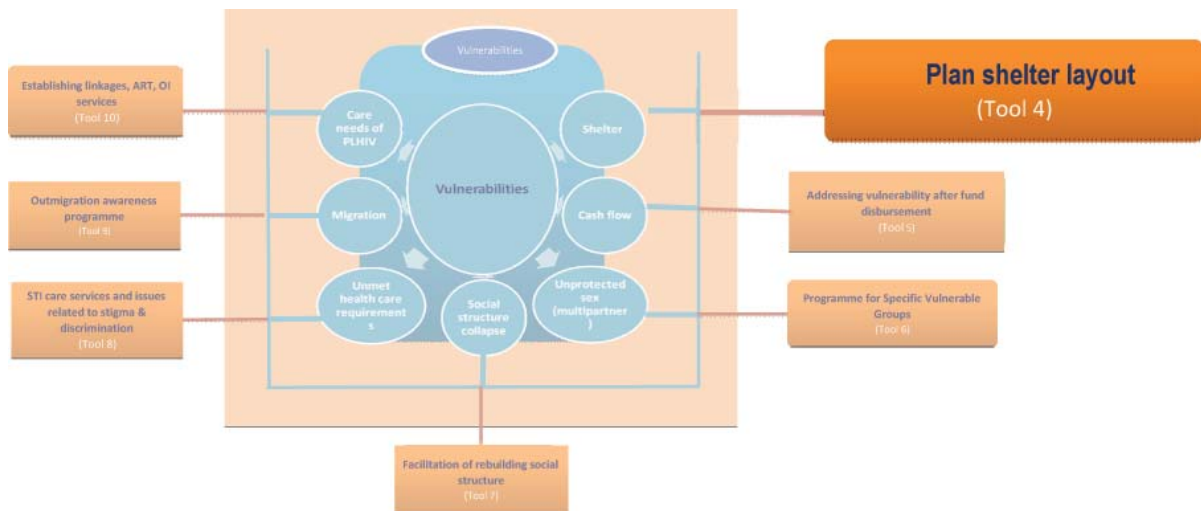 Vulnerabilities
Establishing linkages, ART, OI
services
(Tool 10)
Care
needs of
PLHIV
Shelter
Plan shelter layout
(Tool 4)
Outmigration awareness
programme
(Tool 9)
Migration
Vulnerabilities
Cash flow
Addressing vulnerability after fund
disbursement
(Tool 5)
STI care services and issues
related to stigma &
discrimination
(Tool 8)
Unmet
health care
requirement
s
Social
structure
collapse
Unprotected
sex
(multipartner
)
Programme for Specific Vulnerable
Groups
(Tool 6)
Facilitation of rebuilding social
structure
(Tool 7)